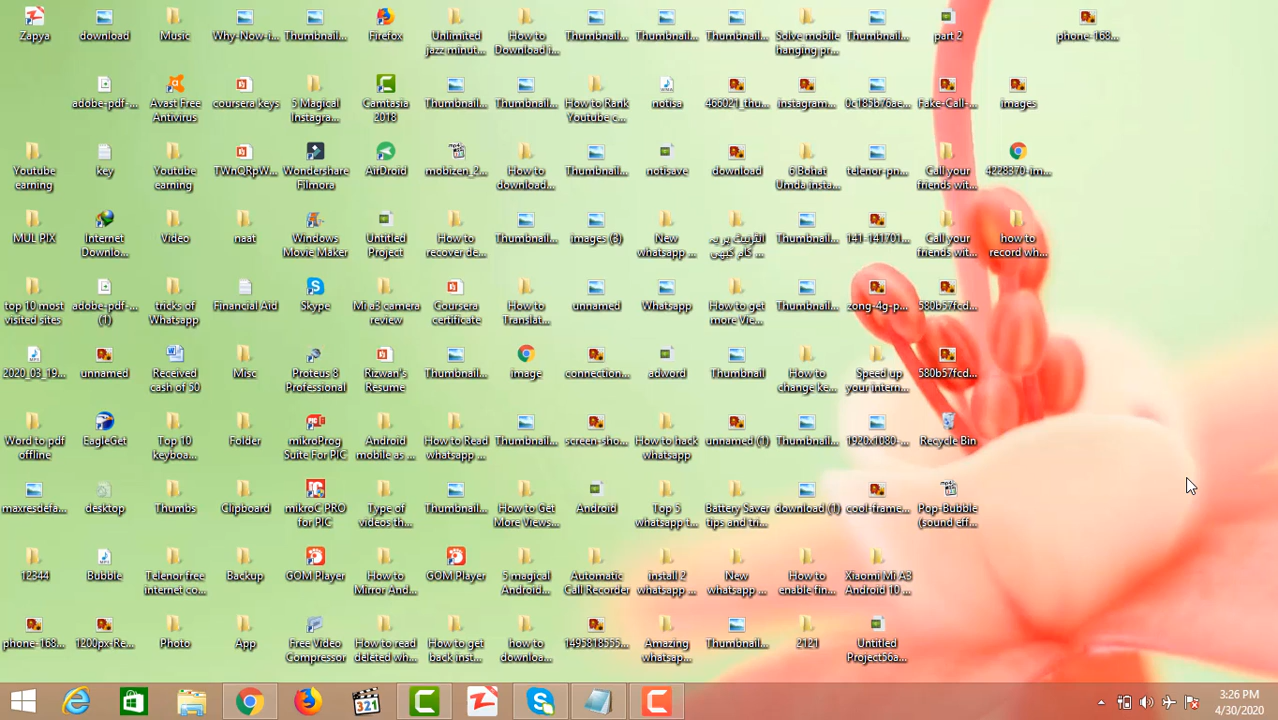 Zapya
download
Music
Why-Now-i...
Thumbnail...
Firefox
Unlimited
jazz minut...
How to
Download i...
Thumbnail...
Thumbnail...
Thumbnail...
Solve mobile
hanging pr...
Thumbnail...
part 2
phone-168...
adobe-pdf-...
Avast Free
Antivirus
coursera keys
5 Magical
Instagra...
Camtasia
2018
Thumbnail...
Thumbnail...
How to Rank
Youtube c...
notisa
466021_thu...
instagram...
0c185b76ae...
Fake-Call-...
images
Youtube
earning
key
Youtube
earning
TWnQRpW...
Wondershare
Filmora
AirDroid
mobizen_2...
How to
download...
Thumbnail...
notisave
download
6 Bohat
Umda insta...
telenor-pn...
Call your
friends wit...
4228370-im...
MUL PIX
Internet
Downlo...
Video
naat
Windows
Movie Maker
Untitled
Project
How to
recover de...
Thumbnail...
images (3)
New
whatsapp ...
Thumbnail...
141-141701...
Call your
friends wit...
how to
record wh...
top 10 most
visited sites
adobe-pdf-...
(1)
tricks of
Whatsapp
Financial Aid
Skype
Mi a3 camera
review
Coursera
certificate
How to
Translat...
unnamed
Whatsapp
How to get
more Vie...
Thumbnail...
zong-4g-p...
580b57fcd...
2020_03_19...
unnamed
Received
cash of 50
Misc
Proteus 8
Professional
Rizwan's
Resume
Thumbnail...
image
connection...
adword
Thumbnail
How to
change ke...
Speed up
your intern...
580b57fcd...
Word to pdf
offline
EagleGet
Top 10
keyboa...
Folder
mikroProg
Suite For PIC
Android
mobile as ...
How to Read
whatsapp ...
Thumbnail...
screen-sho...
How to hack
whatsapp
unnamed (1)
Thumbnail...
1920x1080-...
Recycle Bin
maxresdefa...
desktop
Thumbs
Clipboard
mikroC PRO
for PIC
Type of
videos th...
Thumbnail...
How to Get
More Views...
Android
Top 5
whatsapp t...
Battery Saver
tips and tri...
download (1)
cool-frame...
Pop-Bubble
(sound eff...
12344
Bubble
Telenor free
internet co...
Backup
GOM Player
How to
Mirror And...
GOM Player
5 magical
Android...
Automatic
Call Recorder
install 2
whatsapp ...
New
whatsapp ...
How to
enable fin...
Xiaomi Mi A3
Android 10 ...
phone-168...
1200px-Re...
Photo
App
Free Video
Compressor
How to read
deleted wh...
How to get
back inst...
how to
downloa...
1495818555...
Amazing
whatsap...
Thumbnail...
2121
Untitled
Project56a...
321
3:26 PM
4/30/2020